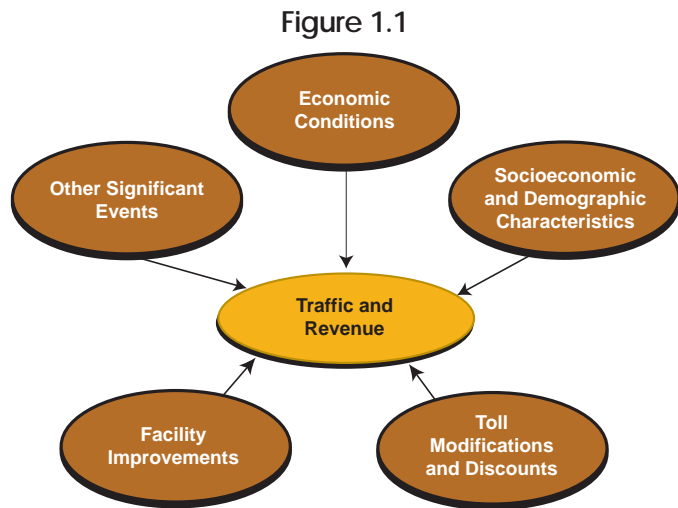 Figure 1.1
Economic
Conditions
Other Significant
Events
Socioeconomic
and Demographic
Characteristics
Traffic and
Revenue
Facility
Improvements
Toll
Modifications
and Discounts